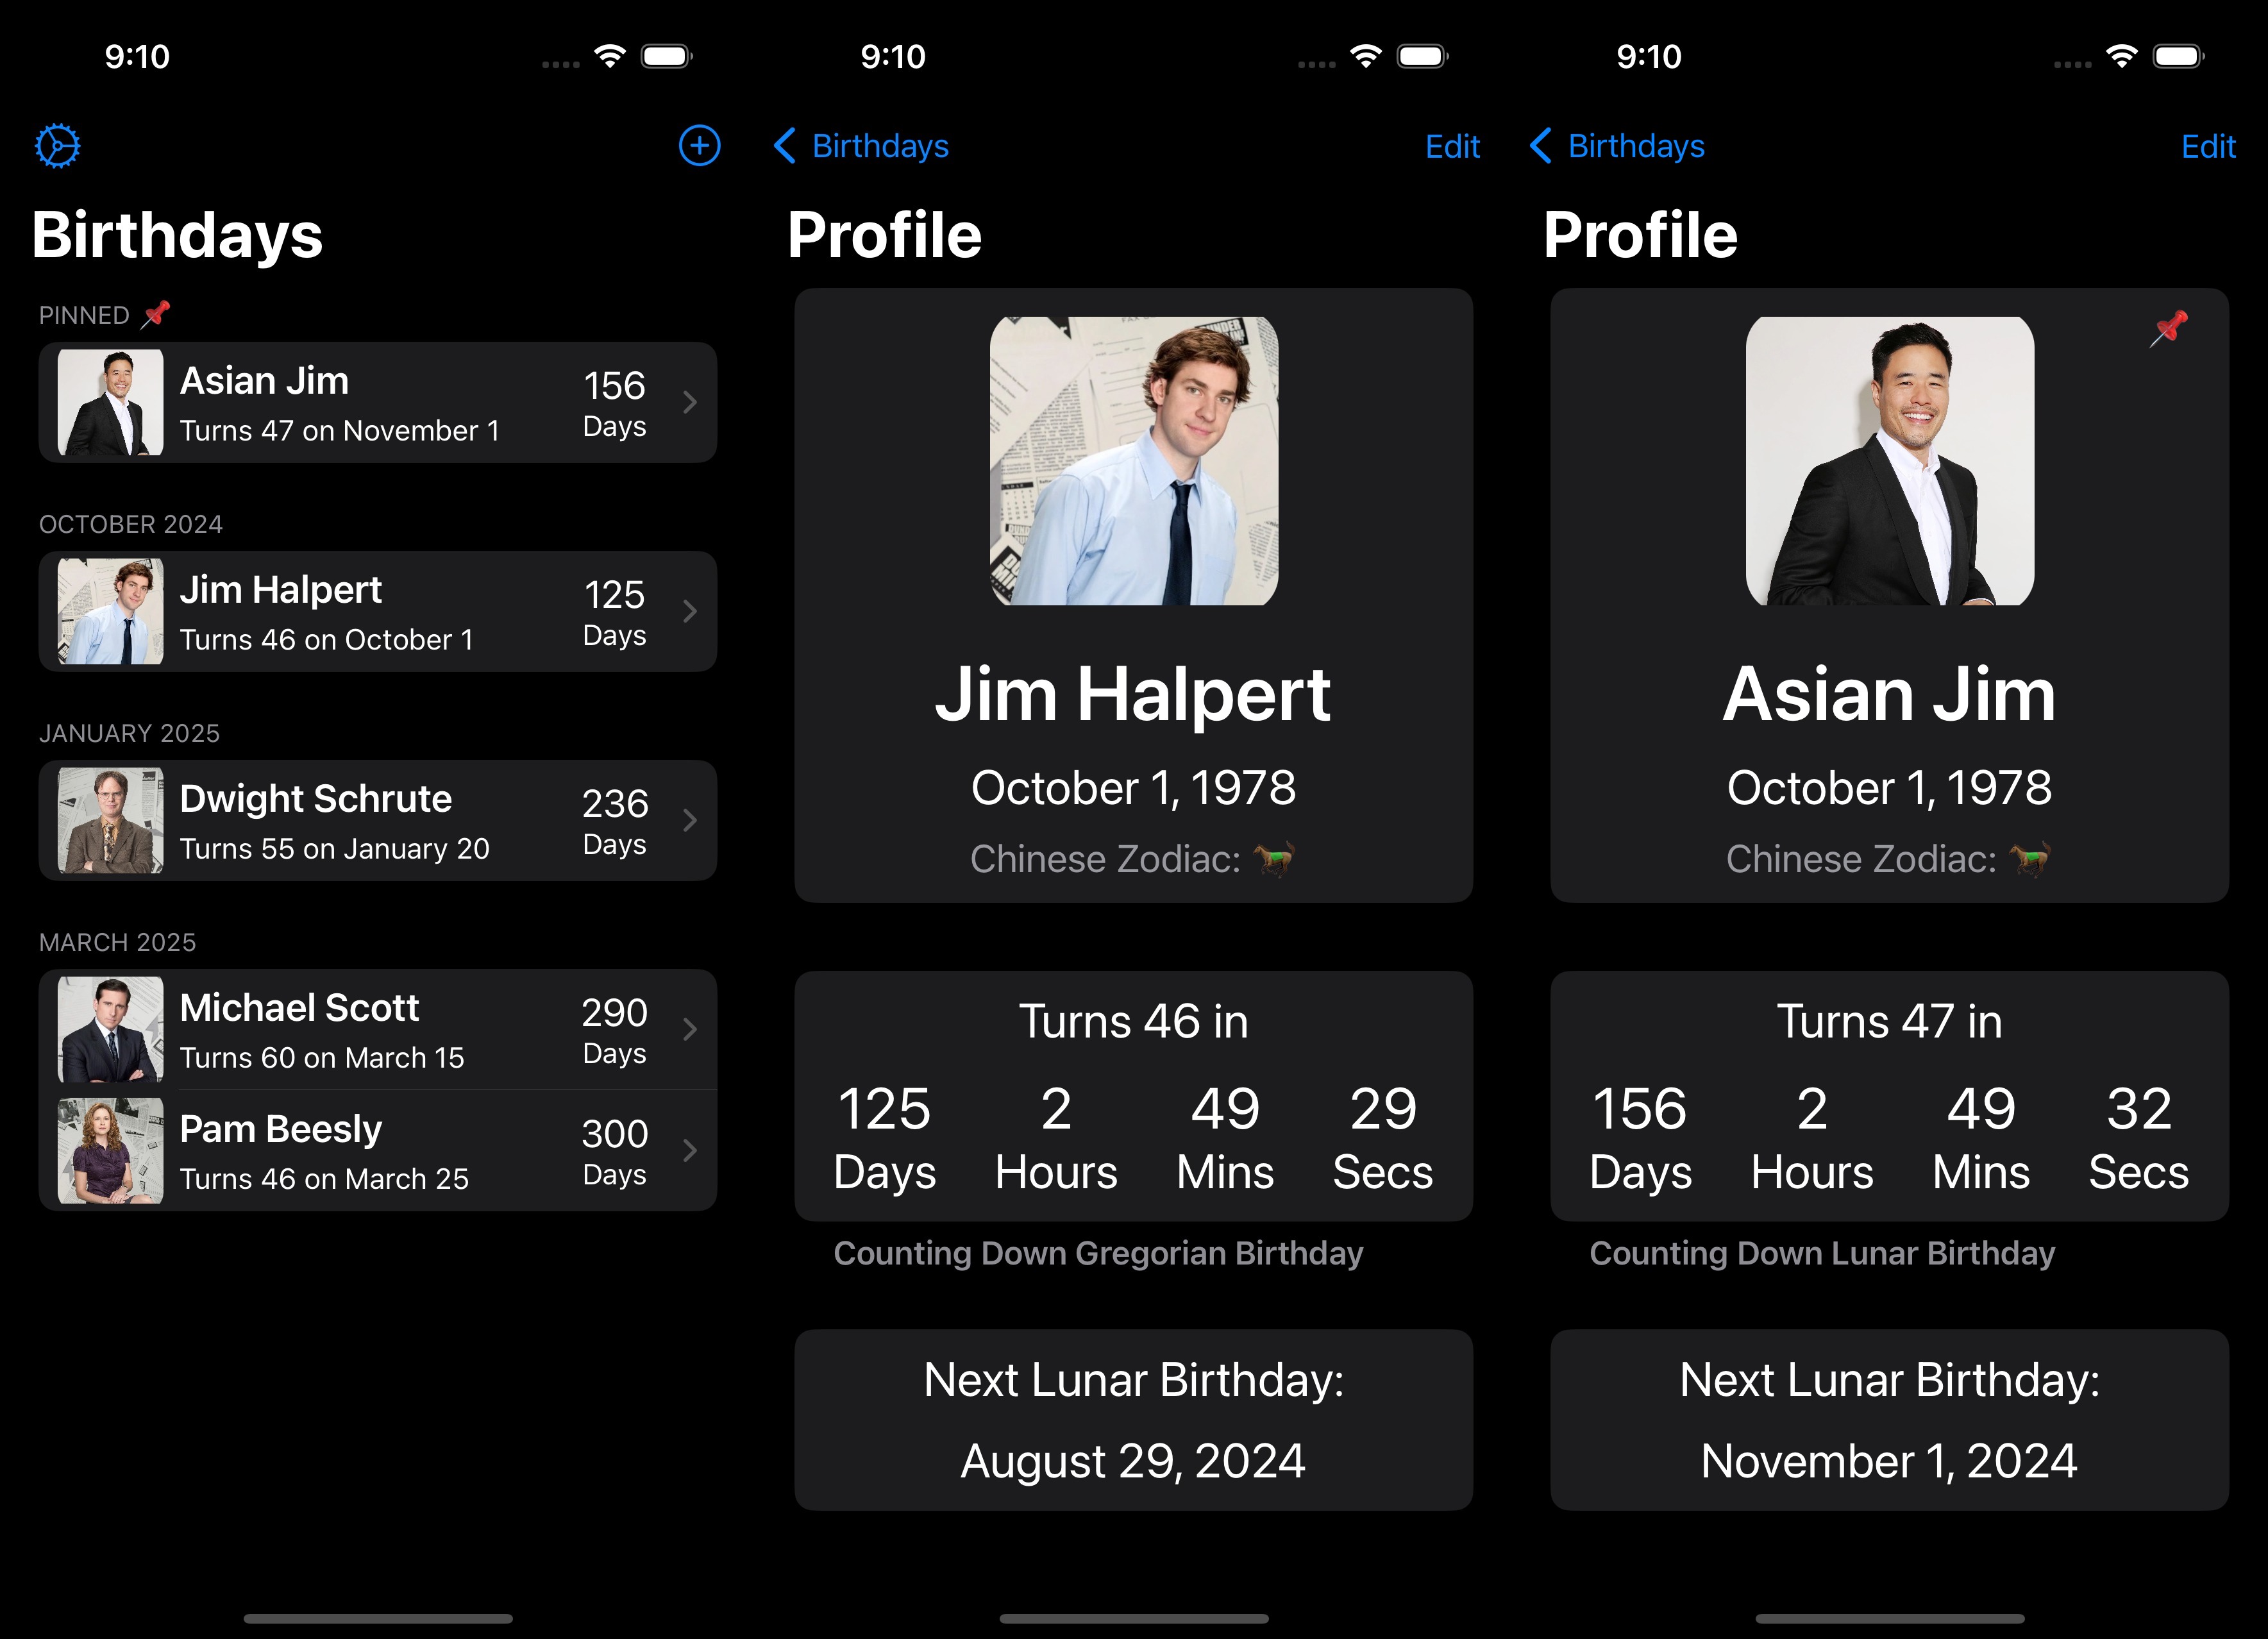 9:10
Birthdays
PINNED 📌
Asian Jim
Turns 47 on November 1
156
Days
OCTOBER 2024
Jim Halpert
Turns 46 on October 1
125
Days
JANUARY 2025
Dwight Schrute
Turns 55 on January 20
236
Days
MARCH 2025
Michael Scott
Turns 60 on March 15
290
Days
Pam Beesly
Turns 46 on March 25
300
Days
9:10
Birthdays
Edit
Profile
Jim Halpert
October 1, 1978
Chinese Zodiac: 🐎
Turns 46 in
125 2 49 29
Days Hours Mins Secs
Counting Down Gregorian Birthday
Next Lunar Birthday:
August 29, 2024
9:10
Birthdays
Edit
Profile
Asian Jim
October 1, 1978
Chinese Zodiac: 🐎
Turns 47 in
156 2 49 32
Days Hours Mins Secs
Counting Down Lunar Birthday
Next Lunar Birthday:
November 1, 2024